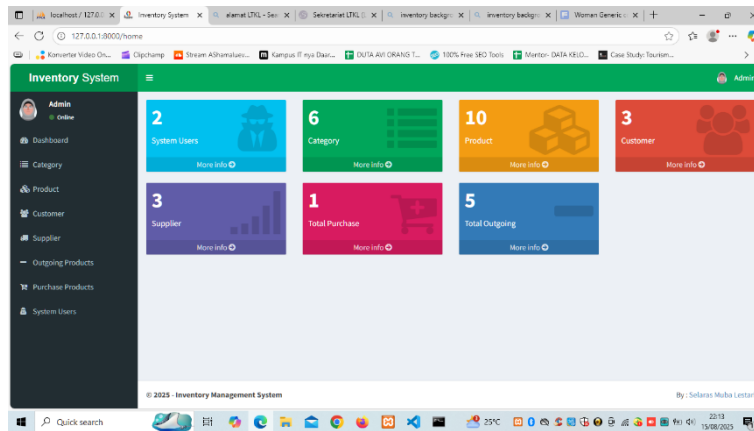 localhost / 127.0.0
Inventory System
alamat LTKL - Sea
Sekretariat LTKL
inventory backgro
inventory backgro
Woman Generic
127.0.0.1:8000/home
Konverter Video On...
Clipchamp
Stream AShamaluev...
Kampus IT nya Daar...
DUTA AVI ORANG T...
100% Free SEO Tools
Mentor- DATA KELO...
Case Study: Tourism...
Inventory System
Admin
Admin
Online
Dashboard
Category
Product
Customer
Supplier
Outgoing Products
Purchase Products
System Users
2
System Users
More info
6
Category
More info
10
Product
More info
3
Customer
More info
3
Supplier
More info
1
Total Purchase
More info
5
Total Outgoing
More info
© 2025 - Inventory Management System
By : Selaras Muba Lestari
Quick search
25°C
20:13
15/08/2025